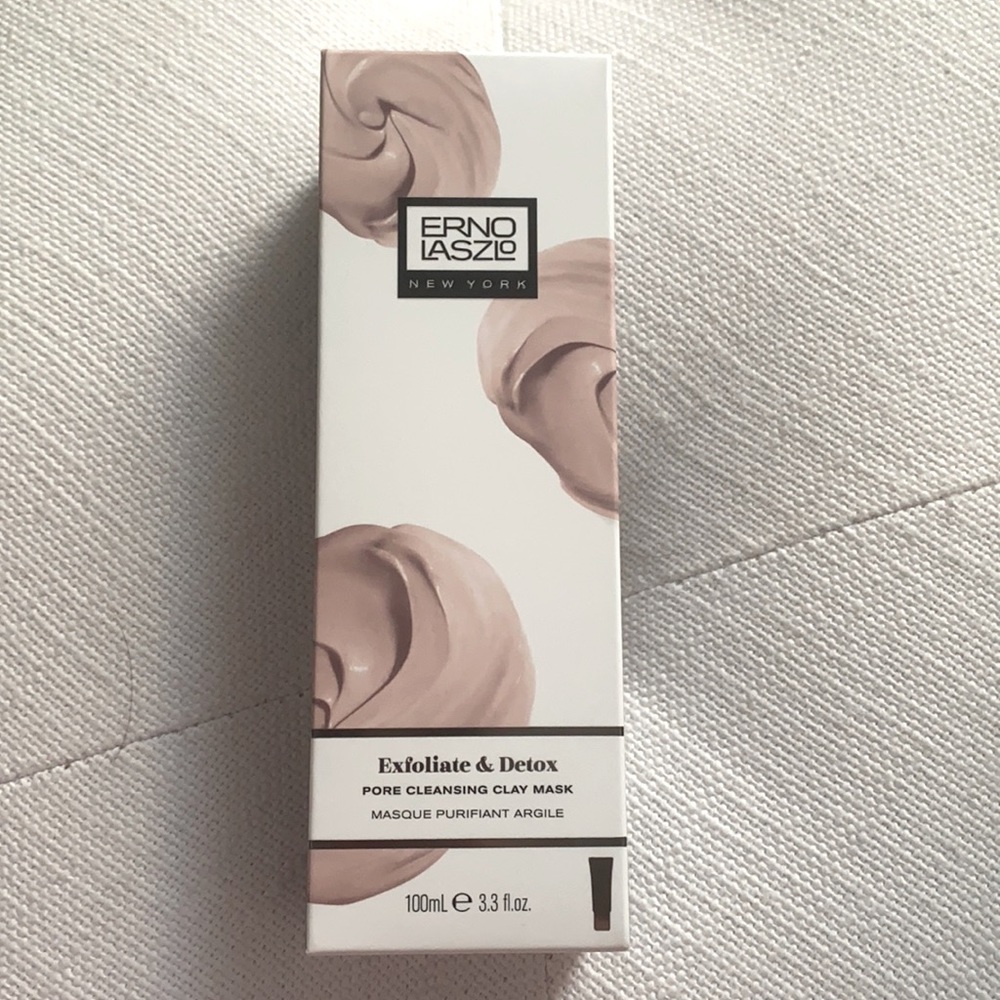 ERNO
LASZLO
NEW YORK
Exfoliate & Detox
PORE CLEANSING CLAY MASK
MASQUE PURIFIANT ARGILE
100mL ℮ 3.3 fl.oz.